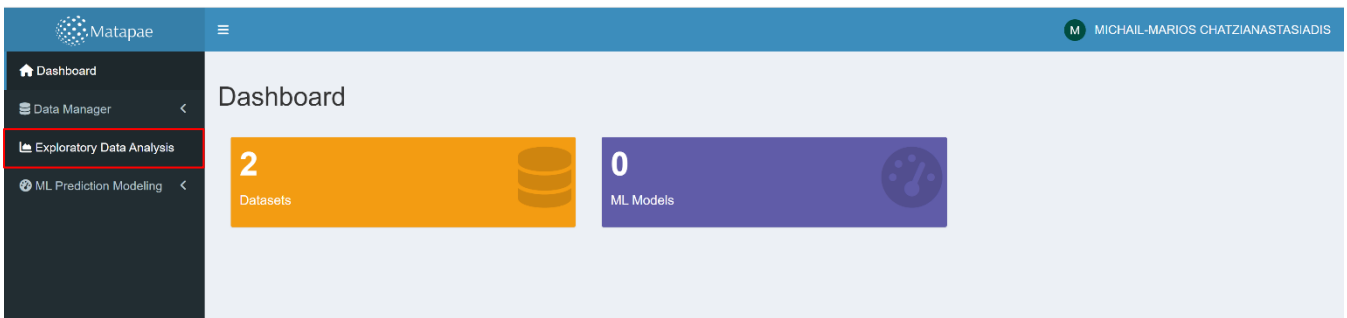 Matapae
M MICHAIL-MARIOS CHATZIANASTASIADIS
Dashboard
Data Manager
Exploratory Data Analysis
ML Prediction Modeling
Dashboard
2
Datasets
0
ML Models